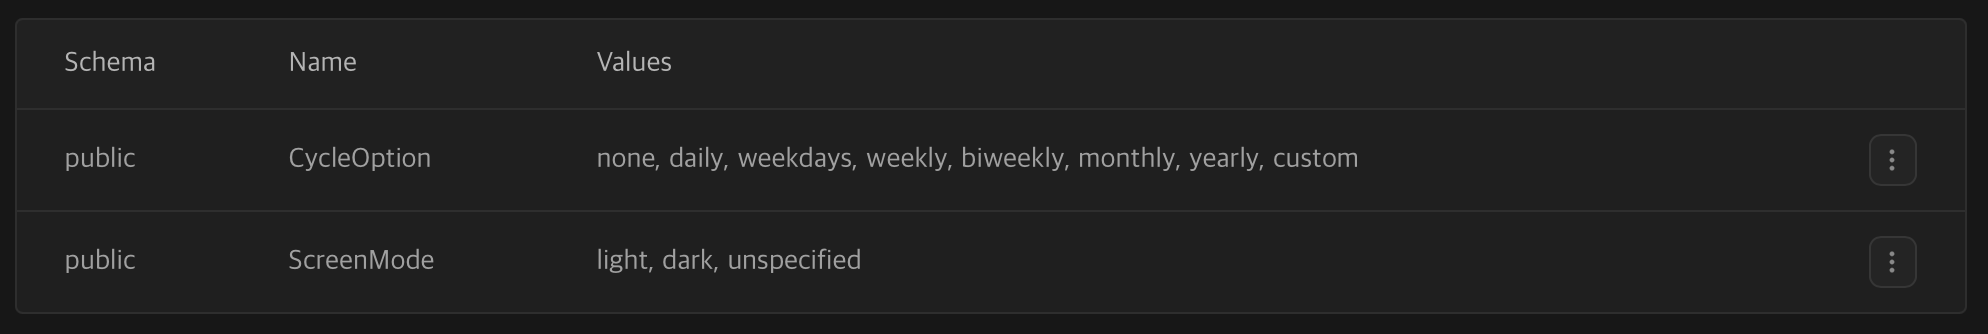 Schema Name Values
public CycleOption none, daily, weekdays, weekly, biweekly, monthly, yearly, custom
public ScreenMode light, dark, unspecified